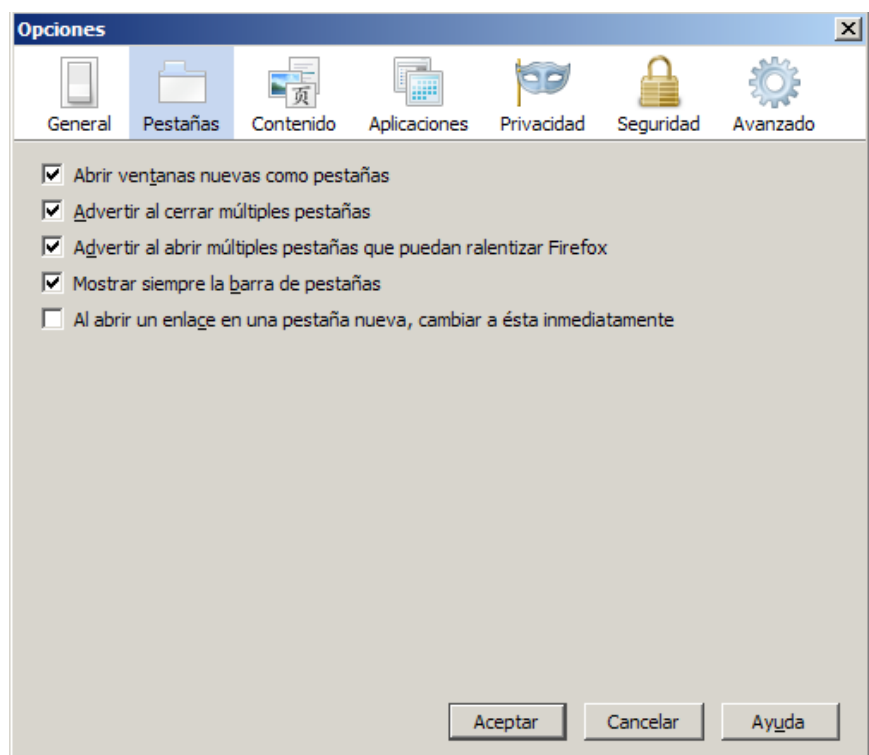 Opciones
页
General Pestañas Contenido Aplicaciones Privacidad Seguridad Avanzado
Abrir ventanas nuevas como pestañas
Advertir al cerrar múltiples pestañas
Advertir al abrir múltiples pestañas que puedan ralentizar Firefox
Mostrar siempre la barra de pestañas
Al abrir un enlace en una pestaña nueva, cambiar a ésta inmediatamente
Aceptar Cancelar Ayuda